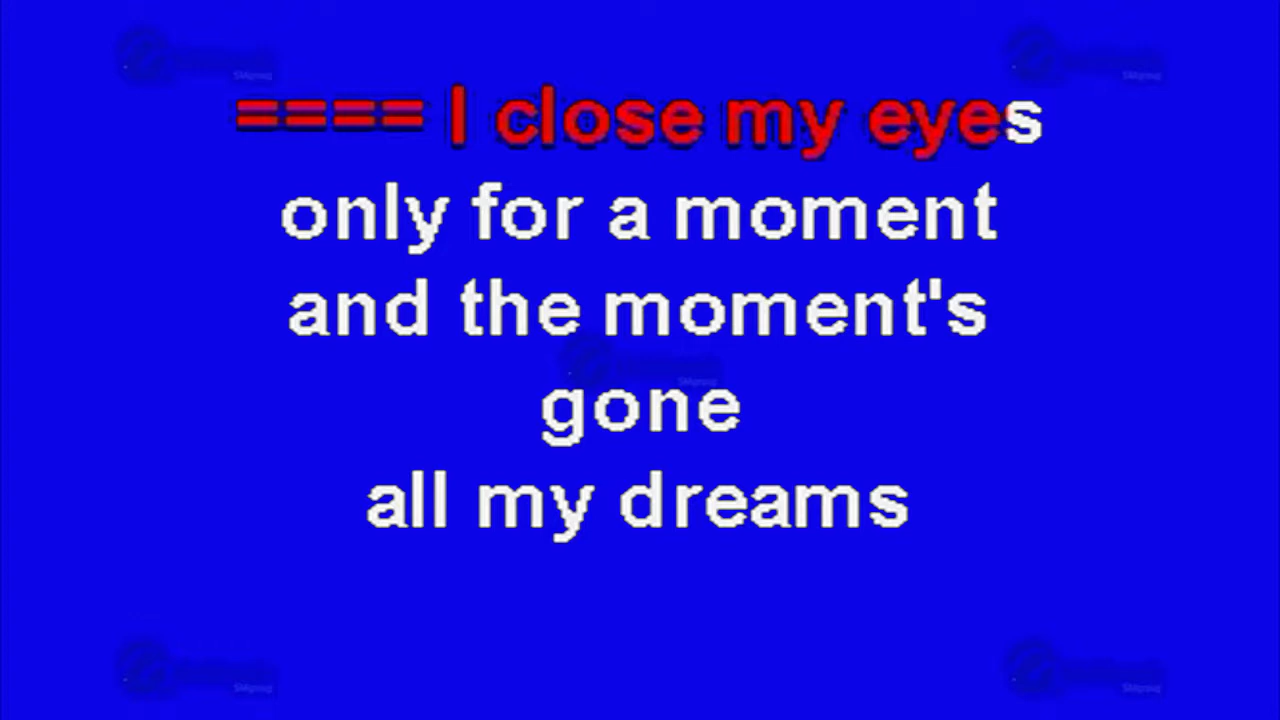 ==== I close my eyes
only for a moment
and the moment's
gone
all my dreams